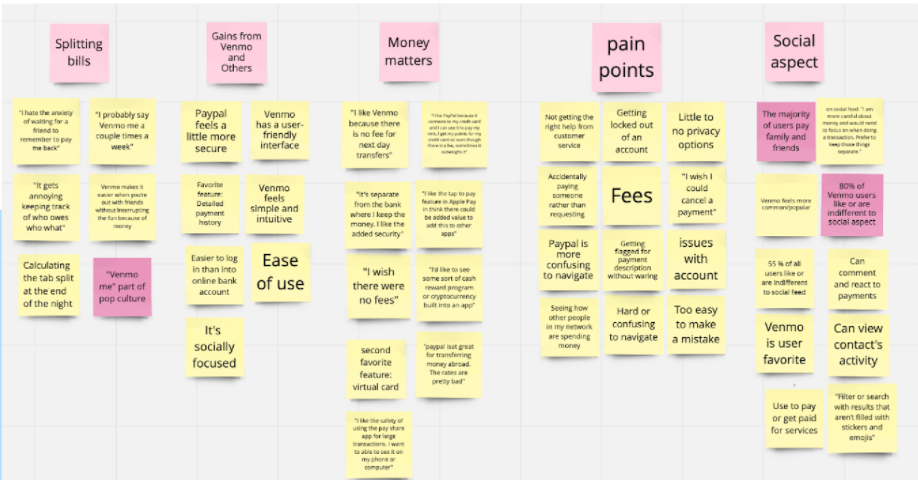 Splitting
bills
"I hate the anxiety
of waiting for a
friend to
remember to pay
me back"
"I probably say
Venmo me a
couple times a
week"
"It gets
annoying
keeping track
of who owes
who what"
Venmo makes it
easier when you're
out with friends
without interrupting
the fun because of
money
Calculating
the tab split
at the end
of the night
"Venmo
me" part of
pop culture
Gains from
Venmo
and
Others
Paypal
feels a
little more
secure
Venmo
has a user-
friendly
interface
Favorite
feature:
Detailed
payment
history
Venmo
feels
simple and
intuitive
Easier to log
in than into
online bank
account
Ease
of use
It's
socially
focused
Money
matters
"I like Venmo
because there
is no fee for
next day
transfers"
"I like PayPal because it
connects to my credit card
and I can use it to pay my
rent. I get my points for my
credit card so even though
there is a fee, sometimes it
outweighs it"
"It's separate
from the bank
where I keep the
money. I like the
added security"
"I like the tap to pay
feature in Apple Pay
in think there could
be added value to
add this to other
apps"
"I wish
there were
no fees"
"I'd like to see
some sort of cash
reward program
or cryptocurrency
built into an app"
second
favorite
feature:
virtual card
"paypal isnt great
for transferring
money abroad.
The rates are
pretty bad"
"I like the safety of
using the pay share
app for large
transactions. I want
to able to see it on
my phone or
computer"
pain
points
Not getting the
right help from
customer
service
Getting
locked out
of an
account
Little to
no privacy
options
Accidentally
paying
someone
rather than
requesting
Fees
"I wish I
could
cancel a
payment"
Paypal is
more
confusing
to navigate
Getting
flagged for
payment
description
without waring
issues
with
account
Seeing how
other people
in my network
are spending
money
Hard or
confusing
to navigate
Too easy
to make
a mistake
Social
aspect
The majority
of users pay
family and
friends
on social feed. "I am
more careful about
money and would need
to focus on when doing
a transaction. Prefer to
keep those things
separate."
Venmo feels more
common/popular
80% of
Venmo users
like or are
indifferent to
social aspect
55 % of all
users like or
are indifferent
to social feed
Can
comment
and react to
payments
Venmo
is user
favorite
Can view
contact's
activity
Use to pay
or get paid
for services
"Filter or search
with results that
aren't filled with
stickers and
emojis"